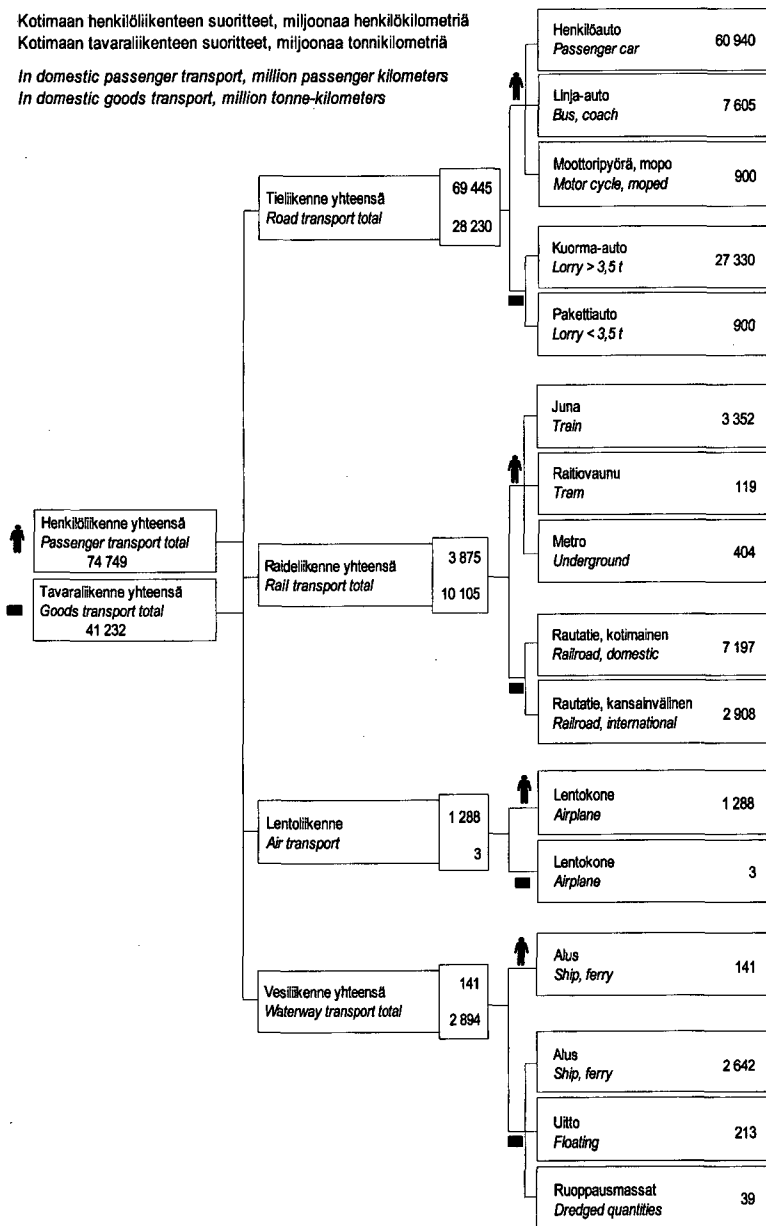 Kotimaan henkilöliikenteen suoritteet, miljoonaa henkilökilometriä
Kotimaan tavaraliikenteen suoritteet, miljoonaa tonnikilometriä
In domestic passenger transport, million passenger kilometers
In domestic goods transport, million tonne-kilometers
Henkilöliikenne yhteensä
Passenger transport total
74 749
Tavaraliikenne yhteensä
Goods transport total
41 232
Tieliikenne yhteensä
Road transport total
69 445
28 230
Henkilöauto
Passenger car
60 940
Linja-auto
Bus, coach
7 605
Moottoripyörä, mopo
Motor cycle, moped
900
Kuorma-auto
Lorry > 3,5 t
27 330
Pakettiauto
Lorry < 3,5 t
900
Raideliikenne yhteensä
Rail transport total
3 875
10 105
Juna
Train
3 352
Raitiovaunu
Tram
119
Metro
Underground
404
Rautatie, kotimainen
Railroad, domestic
7 197
Rautatie, kansainvälinen
Railroad, international
2 908
Lentoliikenne
Air transport
1 288
3
Lentokone
Airplane
1 288
Lentokone
Airplane
3
Vesiliikenne yhteensä
Waterway transport total
141
2 894
Alus
Ship, ferry
141
Alus
Ship, ferry
2 642
Uitto
Floating
213
Ruoppausmassat
Dredged quantities
39